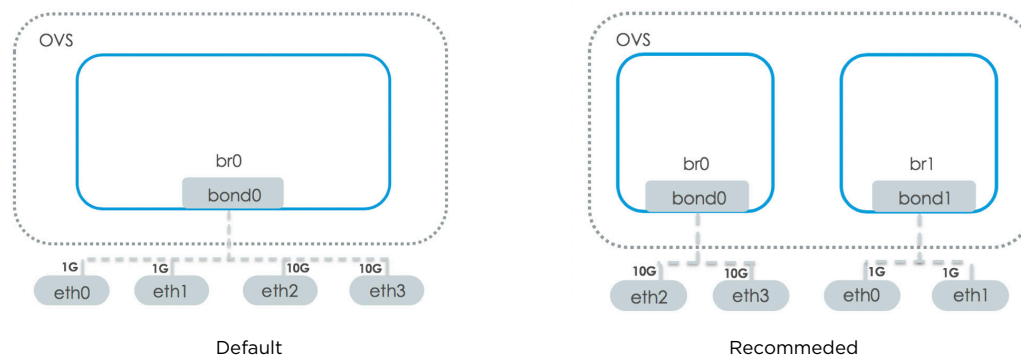 OVS
br0
bond0
1G 1G 10G 10G
eth0 eth1 eth2 eth3
Default
OVS
br0 br1
bond0 bond1
10G 10G 1G 1G
eth2 eth3 eth0 eth1
Recommeded